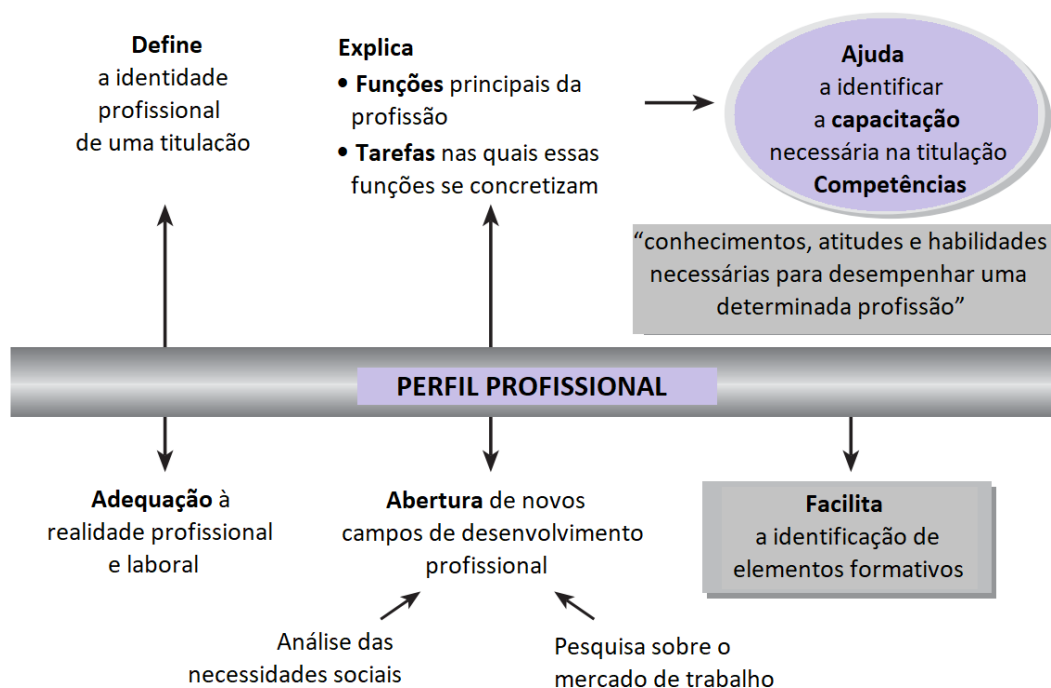 Define
a identidade
profissional
de uma titulação
Explica
• Funções principais da
profissão
• Tarefas nas quais essas
funções se concretizam
Ajuda
a identificar
a capacitação
necessária na titulação
Competências
“conhecimentos, atitudes e habilidades
necessárias para desempenhar uma
determinada profissão”
PERFIL PROFISSIONAL
Adequação à
realidade profissional
e laboral
Abertura de novos
campos de desenvolvimento
profissional
Facilita
a identificação de
elementos formativos
Análise das
necessidades sociais
Pesquisa sobre o
mercado de trabalho